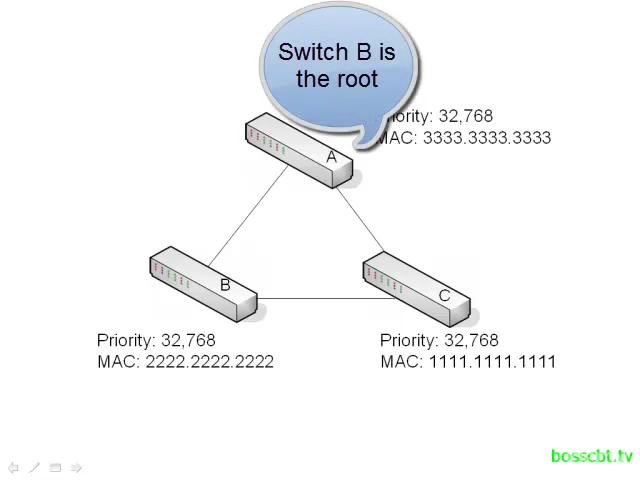 Switch B is
the root
Priority: 32,768
MAC: 3333.3333.3333
A
B
C
Priority: 32,768
MAC: 2222.2222.2222
Priority: 32,768
MAC: 1111.1111.1111
bosscbt.tv